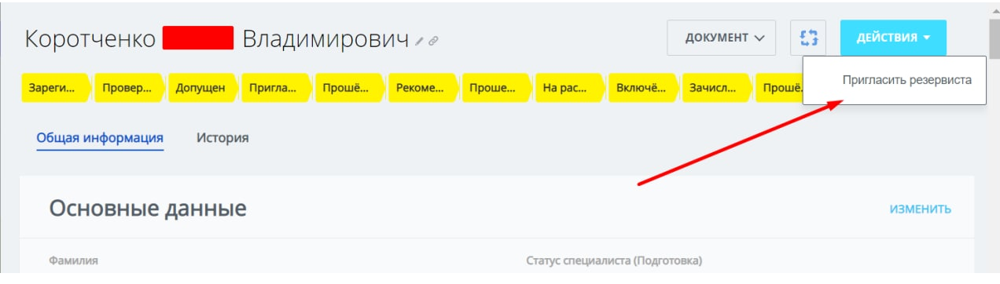 Коротченко Владимирович
ДОКУМЕНТ
ДЕЙСТВИЯ
Пригласить резервиста
Зареги... Провер... Допущен Пригла... Прошё... Рекоме... Проше... На рас... Включё... Зачисл... Прошё.
Общая информация История
Основные данные
ИЗМЕНИТЬ
Фамилия
Статус специалиста (Подготовка)